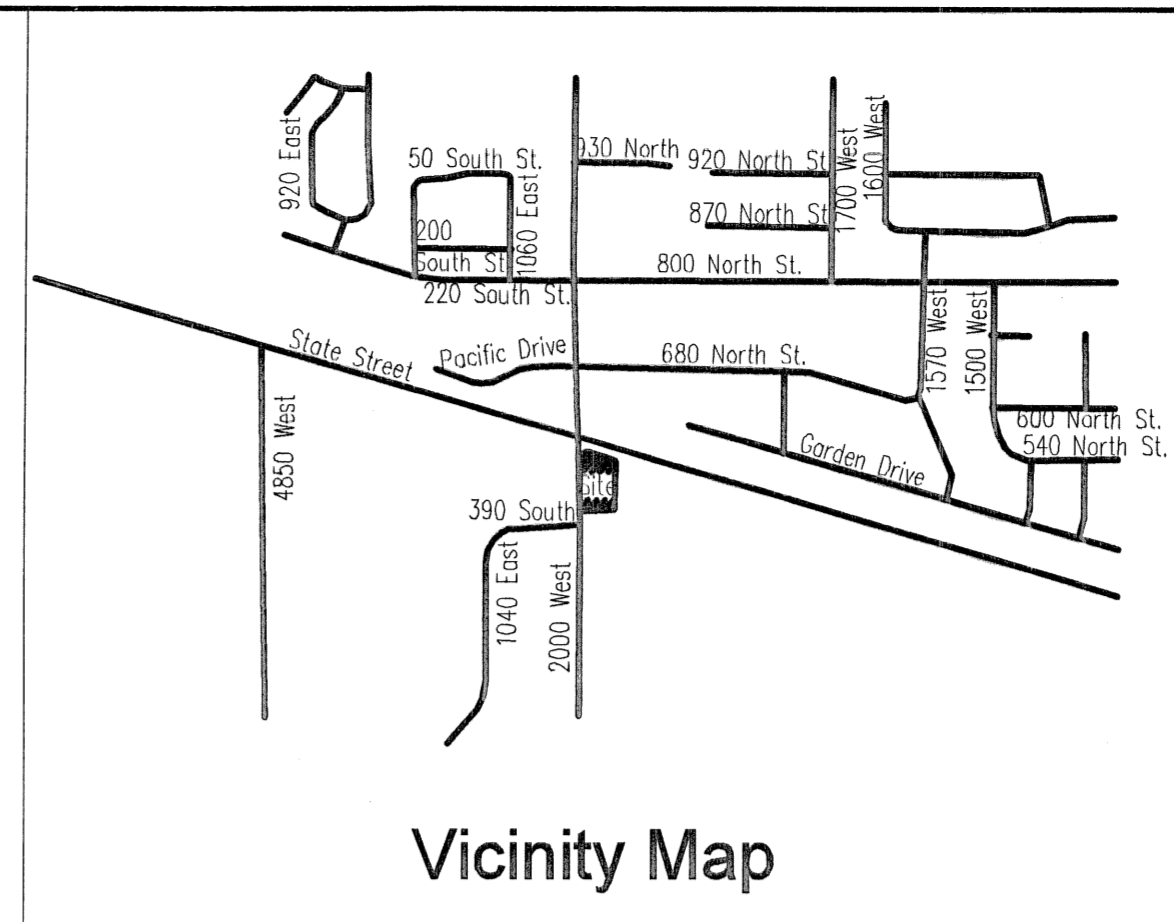 920 East
50 South St.
200
South St.
1060 East
220 South St.
930 North
920 North St.
870 North St.
1700 West
1600 West
800 North St.
State Street
Pacific Drive
680 North St.
1570 West
1500 West
600 North St.
540 North St.
Garden Drive
4850 West
Site
390 South
1040 East
2000 West
Vicinity Map